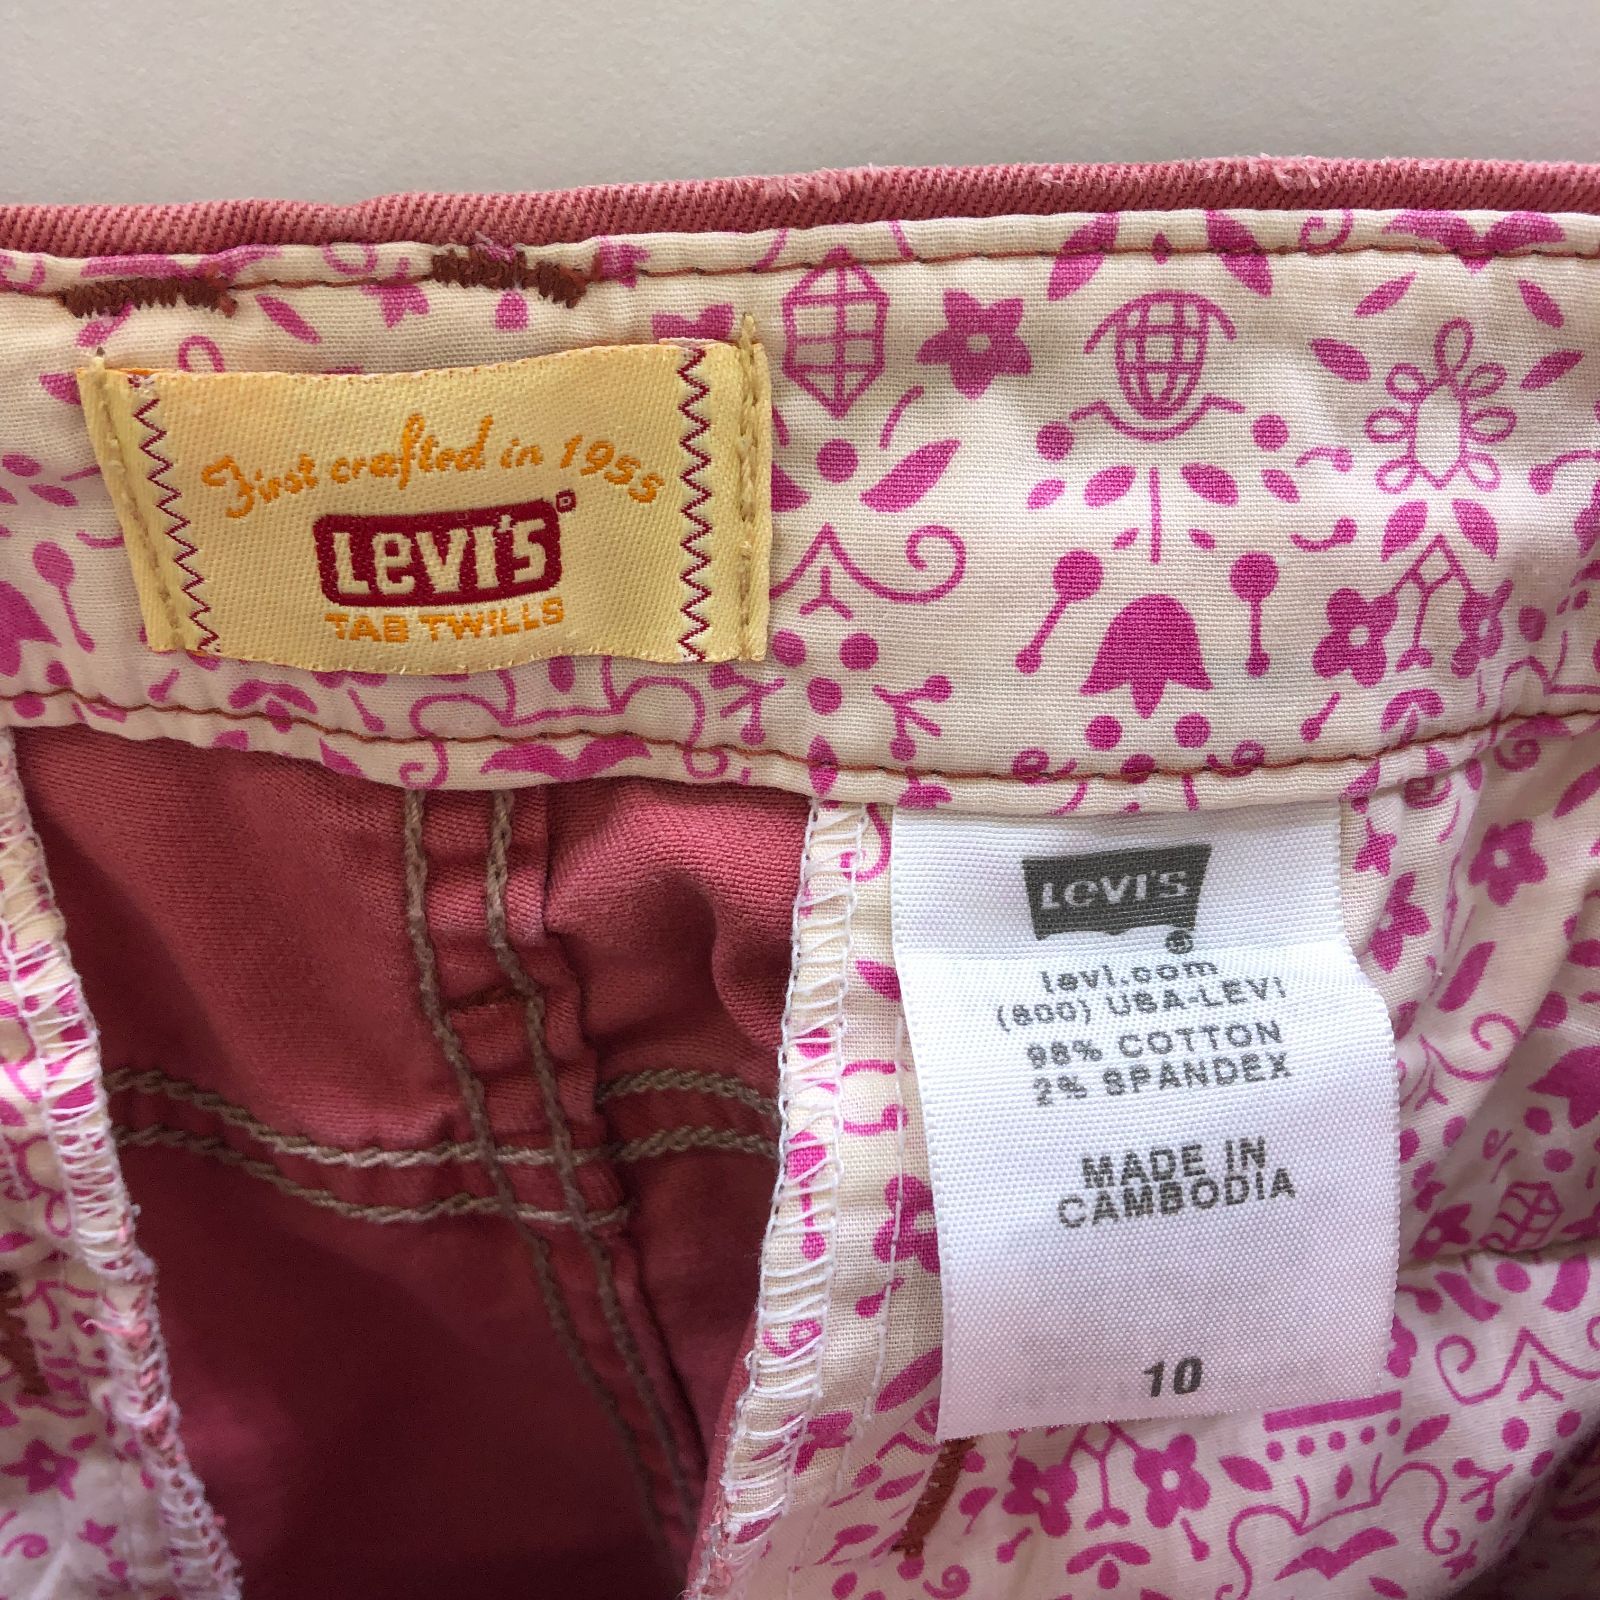 First crafted in 1955
LEVI'S®
TAB TWILLS
LEVI'S
®
levi.com
(800) USA-LEVI
98% COTTON
2% SPANDEX
MADE IN
CAMBODIA
10